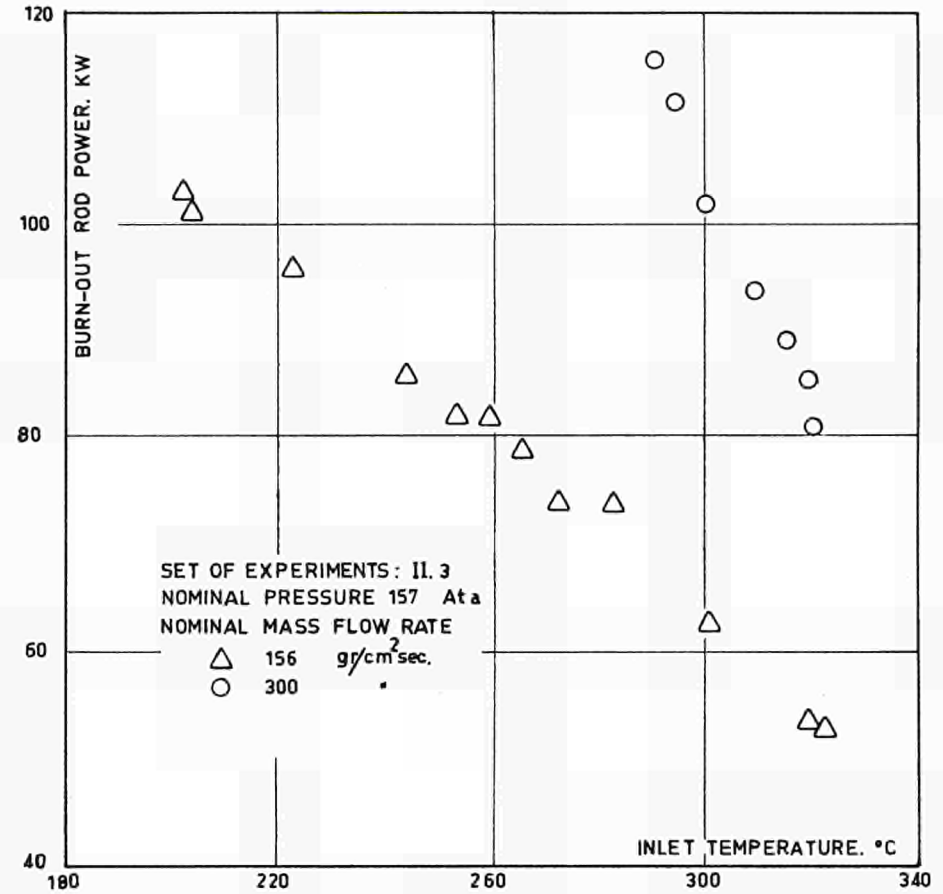 120
BURN-OUT ROD POWER. KW
100
80
SET OF EXPERIMENTS: II.3
NOMINAL PRESSURE 157 Ata
NOMINAL MASS FLOW RATE
△ 156 gr/cm²sec.
○ 300 "
60
INLET TEMPERATURE. °C
40
180 220 260 300 340